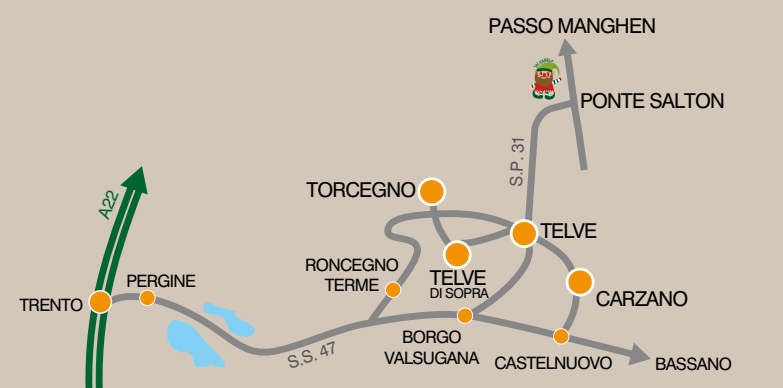 PASSO MANGHEN
PONTE SALTON
S.P. 31
TORCEGNO
A22
TELVE
RONCEGNO
TERME
TELVE
DI SOPRA
PERGINE
TRENTO
CARZANO
BORGO
VALSUGANA
S.S. 47
CASTELNUOVO
BASSANO